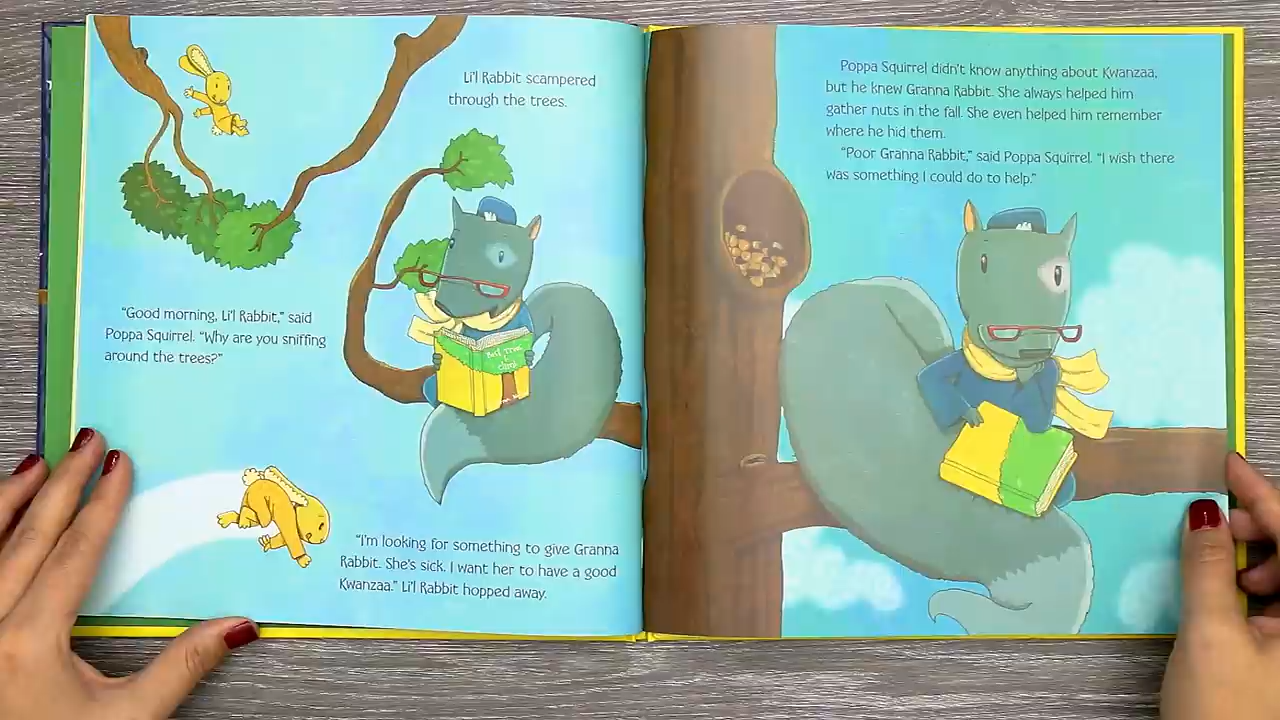 Li'l Rabbit scampered
through the trees.
"Good morning, Li'l Rabbit," said
Poppa Squirrel. "Why are you sniffing
around the trees?"
"I'm looking for something to give Granna
Rabbit. She's sick. I want her to have a good
Kwanzaa." Li'l Rabbit hopped away.
Poppa Squirrel didn't know anything about Kwanzaa,
but he knew Granna Rabbit. She always helped him
gather nuts in the fall. She even helped him remember
where he hid them.
"Poor Granna Rabbit," said Poppa Squirrel. "I wish there
was something I could do to help."